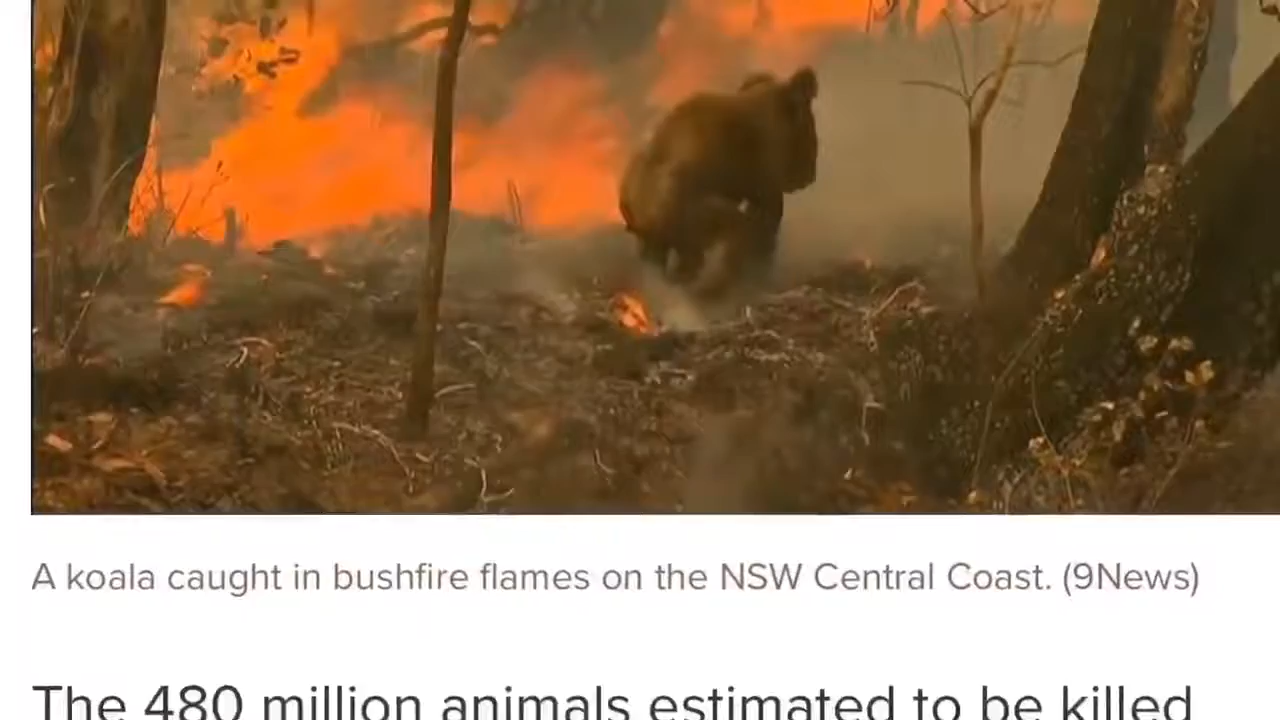 A koala caught in bushfire flames on the NSW Central Coast. (9News)
The 480 million animals estimated to be killed